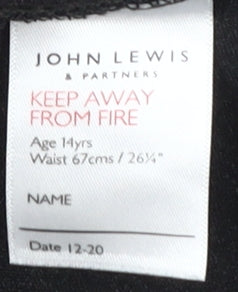 JOHN LEWIS
& PARTNERS
KEEP AWAY
FROM FIRE
Age 14yrs
Waist 67cms / 26¼"
NAME
Date 12-20